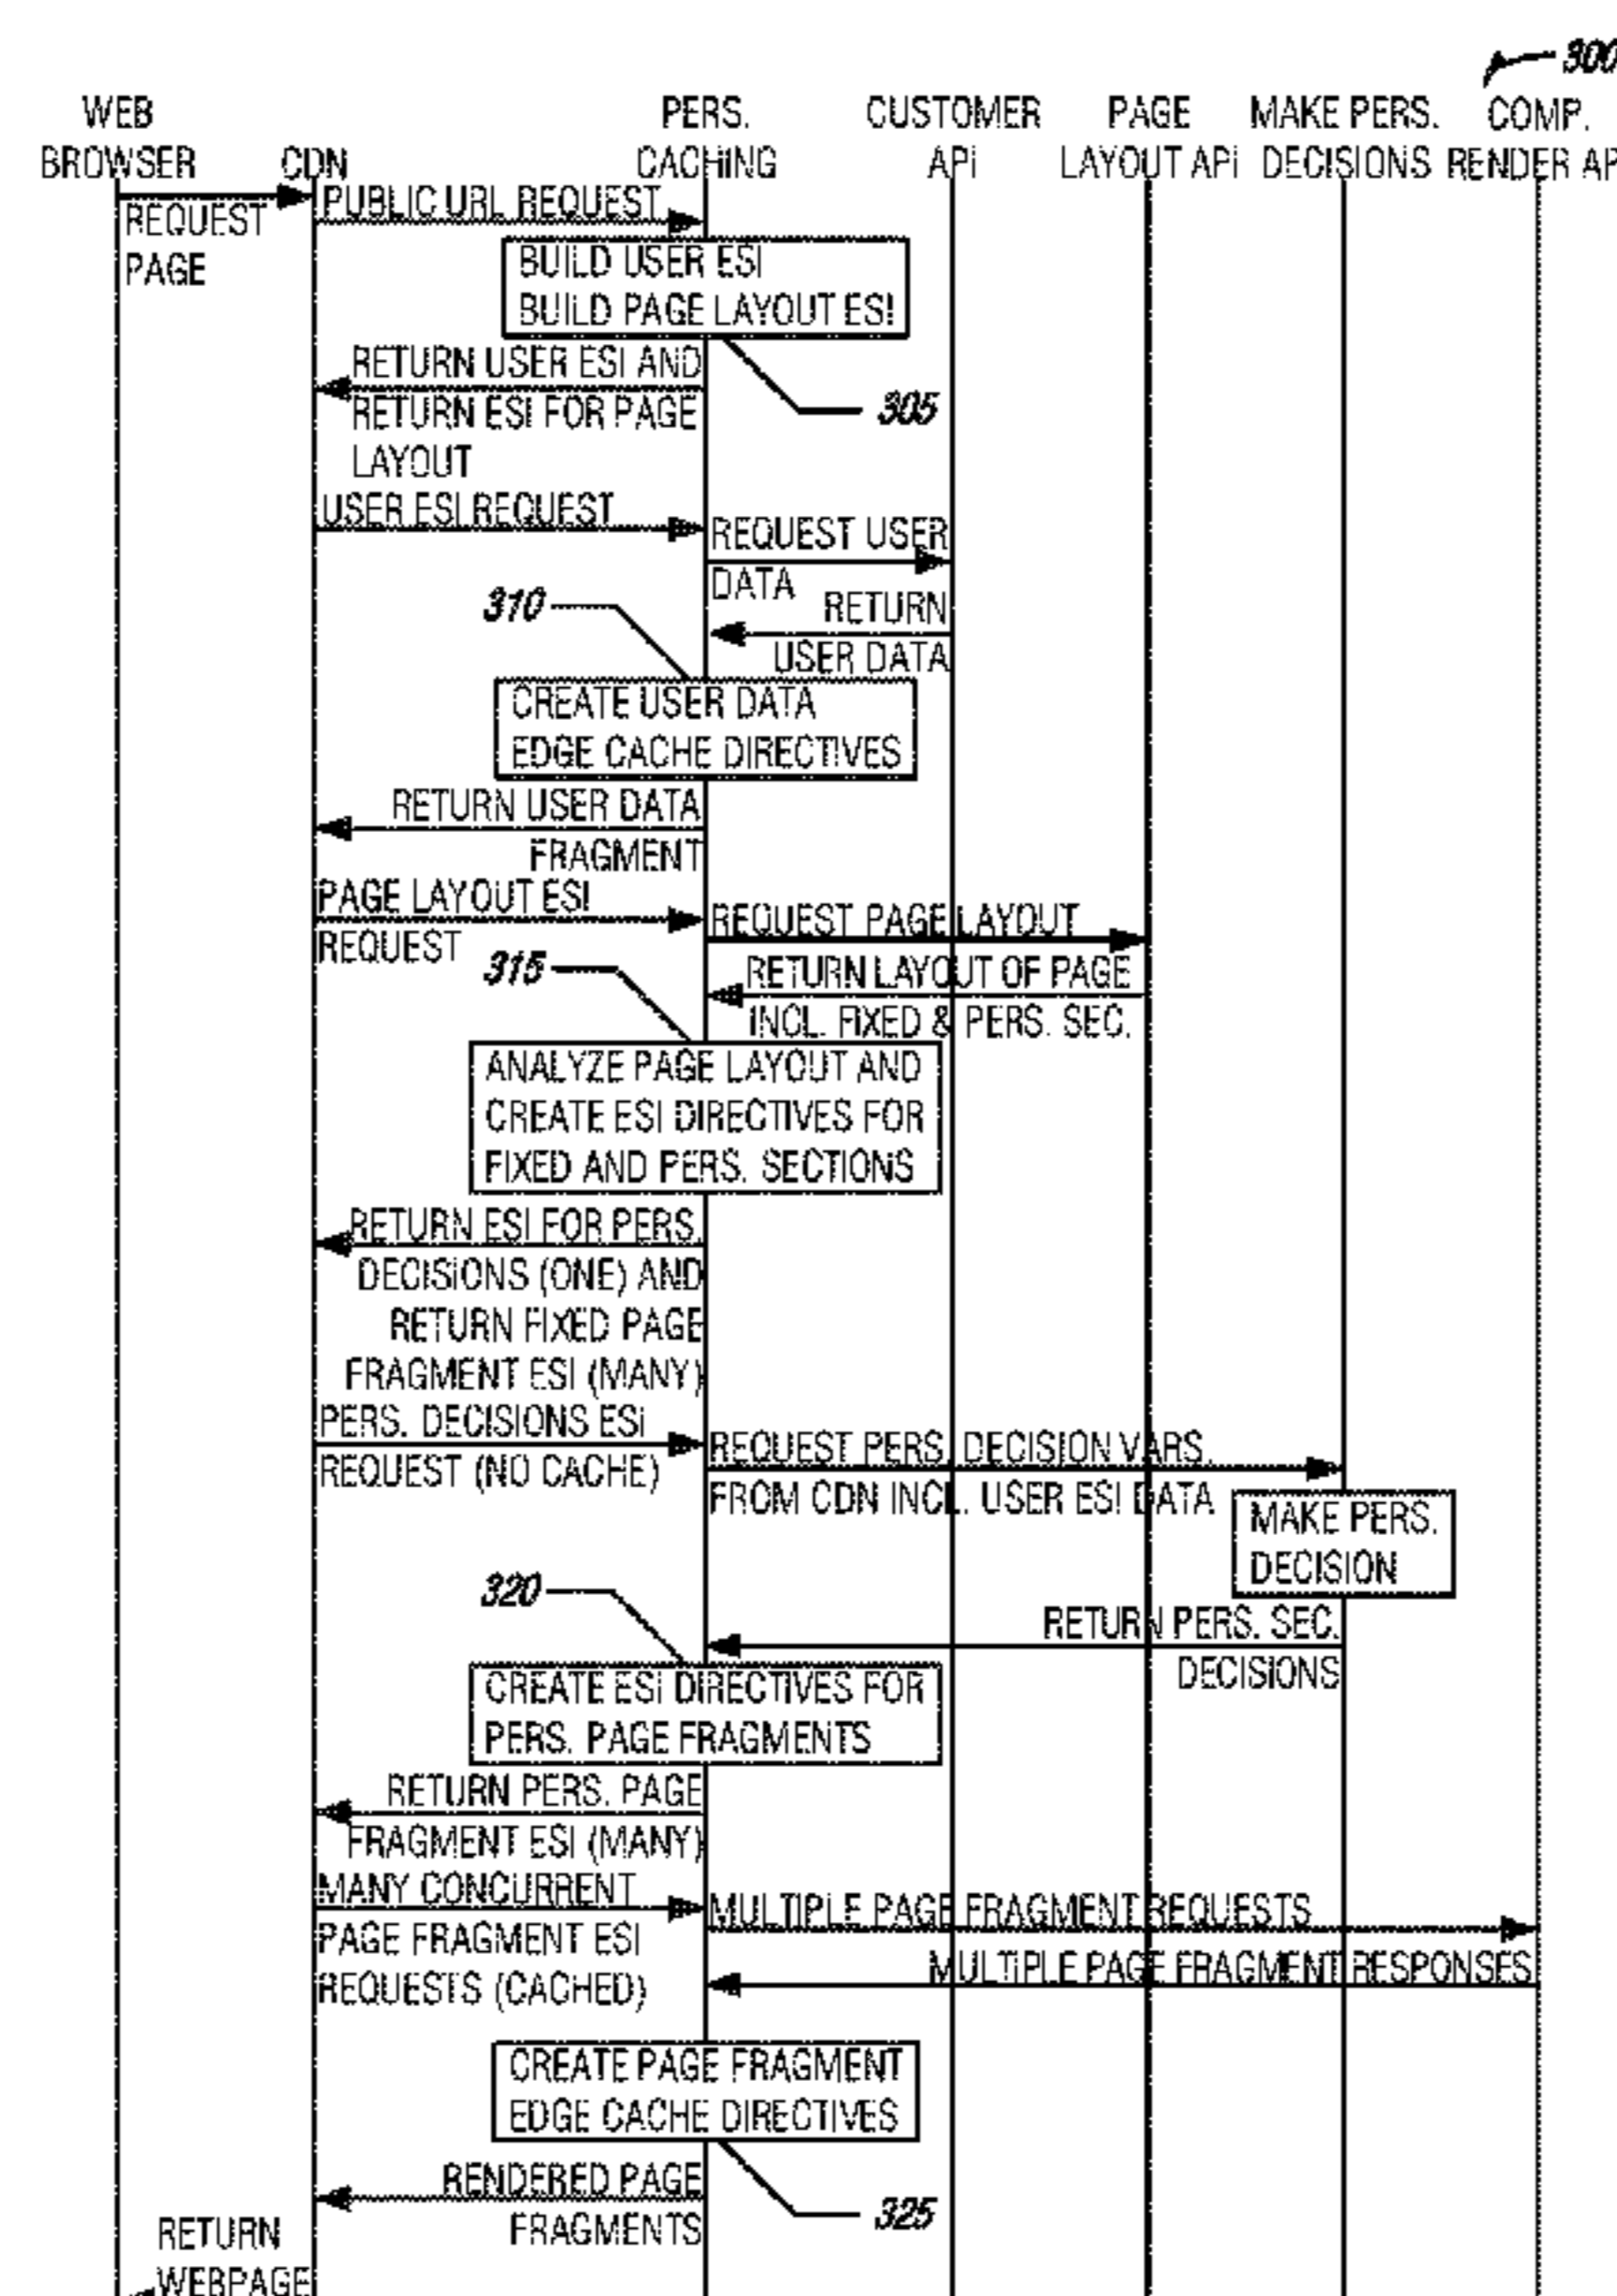 300
WEB
BROWSER
CDN
PERS.
CACHING
CUSTOMER
API
PAGE
LAYOUT API
MAKE PERS.
DECISIONS
COMP.
RENDER AP
REQUEST
PAGE
PUBLIC URL REQUEST
BUILD USER ESI
BUILD PAGE LAYOUT ESI
RETURN USER ESI AND
RETURN ESI FOR PAGE
LAYOUT
305
USER ESI REQUEST
REQUEST USER
DATA
RETURN
USER DATA
310
CREATE USER DATA
EDGE CACHE DIRECTIVES
RETURN USER DATA
FRAGMENT
PAGE LAYOUT ESI
REQUEST
REQUEST PAGE LAYOUT
RETURN LAYOUT OF PAGE
INCL. FIXED & PERS. SEC.
315
ANALYZE PAGE LAYOUT AND
CREATE ESI DIRECTIVES FOR
FIXED AND PERS. SECTIONS
RETURN ESI FOR PERS.
DECISIONS (ONE) AND
RETURN FIXED PAGE
FRAGMENT ESI (MANY)
PERS. DECISIONS ESI
REQUEST (NO CACHE)
REQUEST PERS. DECISION VARS.
FROM CDN INCL. USER ESI DATA
MAKE PERS.
DECISION
320
RETURN PERS. SEC.
DECISIONS
CREATE ESI DIRECTIVES FOR
PERS. PAGE FRAGMENTS
RETURN PERS. PAGE
FRAGMENT ESI (MANY)
MANY CONCURRENT
PAGE FRAGMENT ESI
REQUESTS (CACHED)
MULTIPLE PAGE FRAGMENT REQUESTS
MULTIPLE PAGE FRAGMENT RESPONSES
CREATE PAGE FRAGMENT
EDGE CACHE DIRECTIVES
RENDERED PAGE
FRAGMENTS
325
RETURN
WEBPAGE